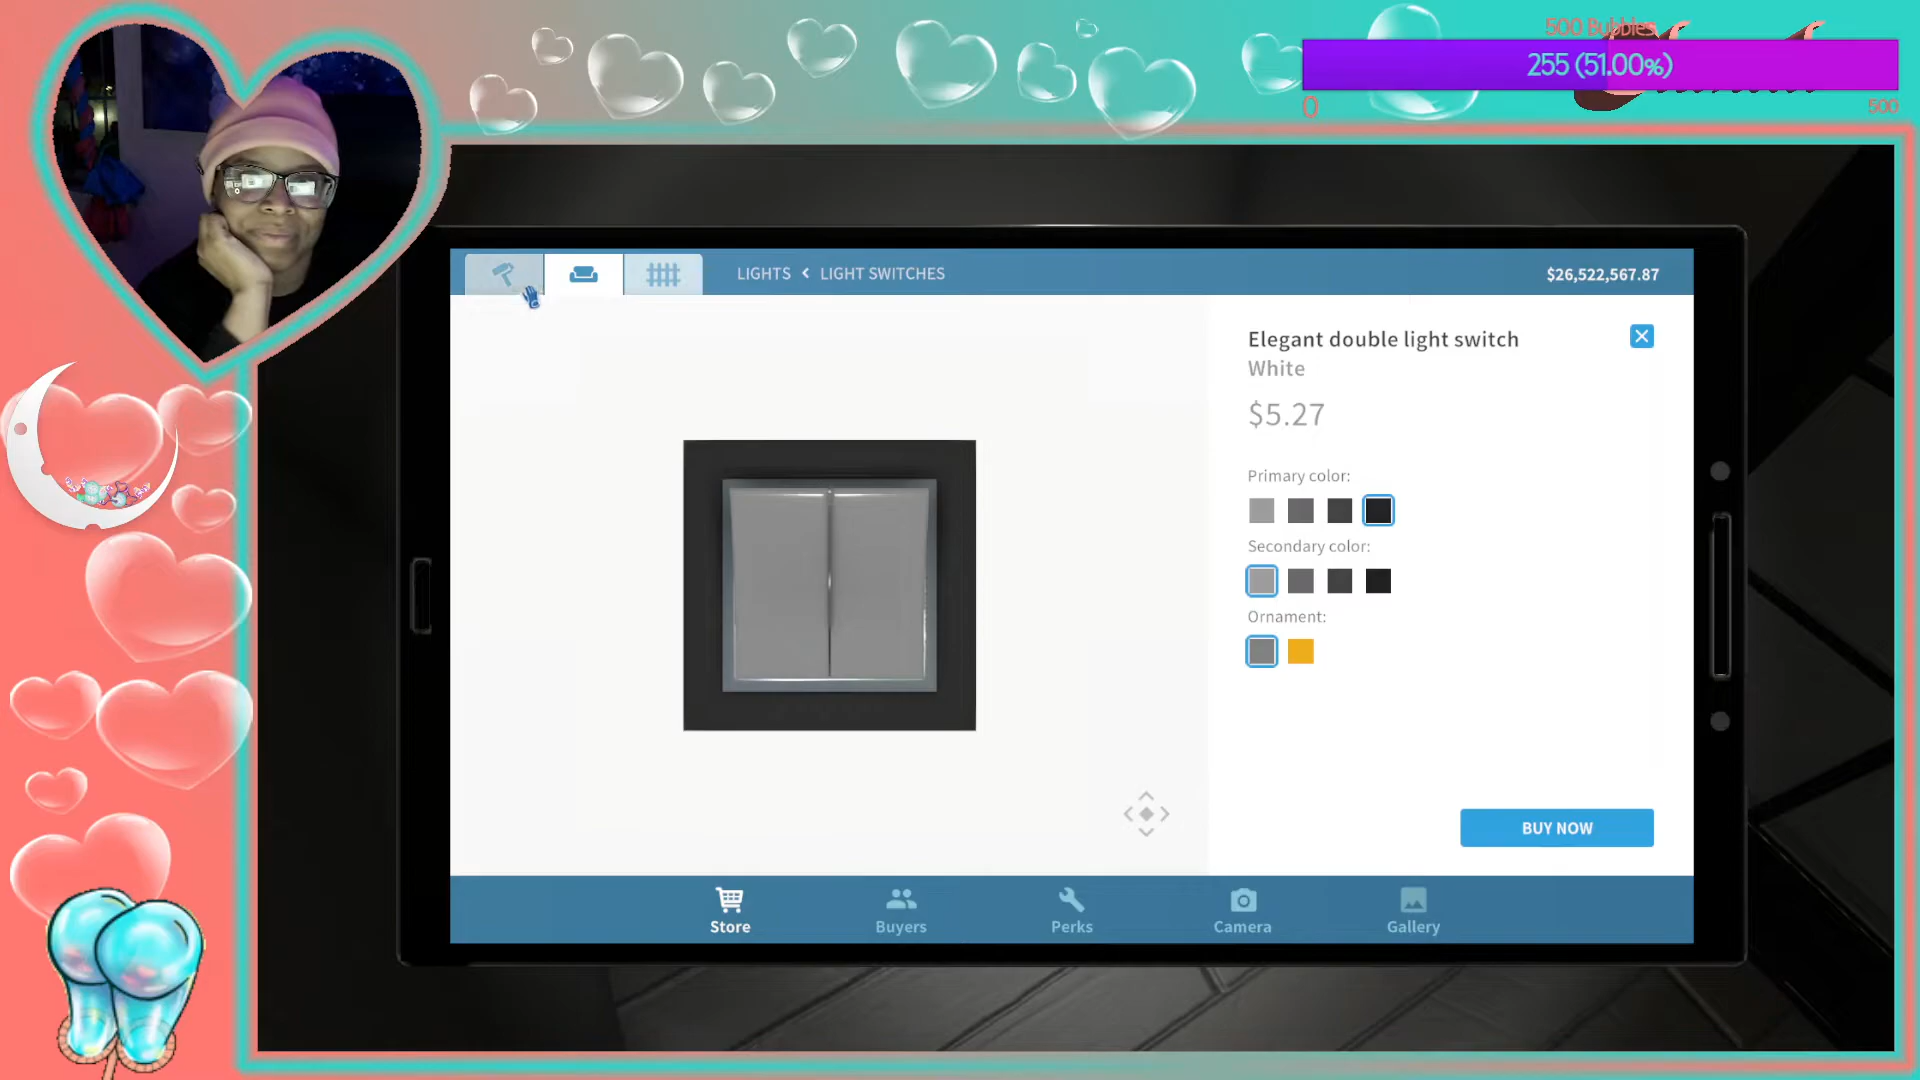 500 Bubbles
255 (51.00%)
0
500
LIGHTS < LIGHT SWITCHES
$26,522,567.87
Elegant double light switch
White
$5.27
Primary color:
Secondary color:
Ornament:
BUY NOW
Store
Buyers
Perks
Camera
Gallery